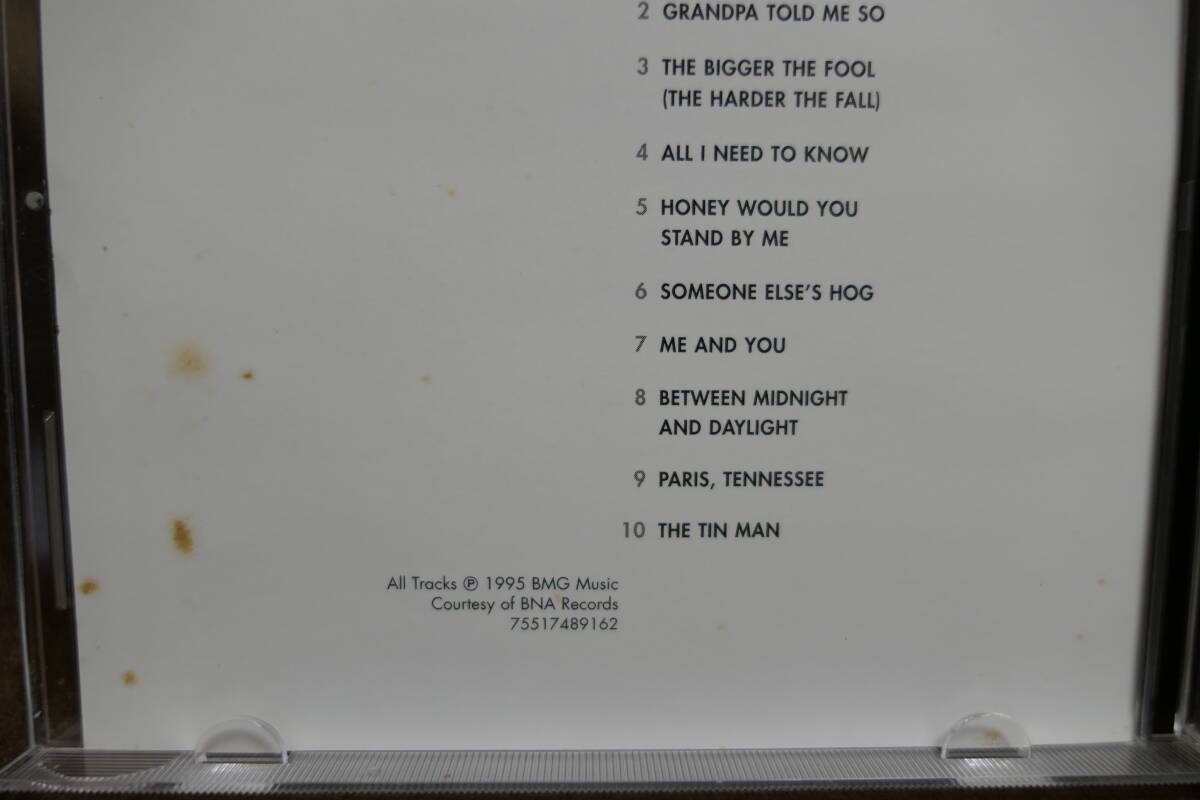 2 GRANDPA TOLD ME SO
3 THE BIGGER THE FOOL
(THE HARDER THE FALL)
4 ALL I NEED TO KNOW
5 HONEY WOULD YOU
STAND BY ME
6 SOMEONE ELSE'S HOG
7 ME AND YOU
8 BETWEEN MIDNIGHT
AND DAYLIGHT
9 PARIS, TENNESSEE
10 THE TIN MAN
All Tracks ℗ 1995 BMG Music
Courtesy of BNA Records
75517489162